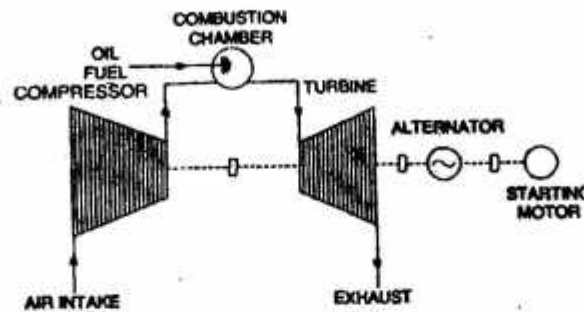 COMBUSTION
CHAMBER
OIL
FUEL
COMPRESSOR
TURBINE
ALTERNATOR
STARTING
MOTOR
AIR INTAKE
EXHAUST